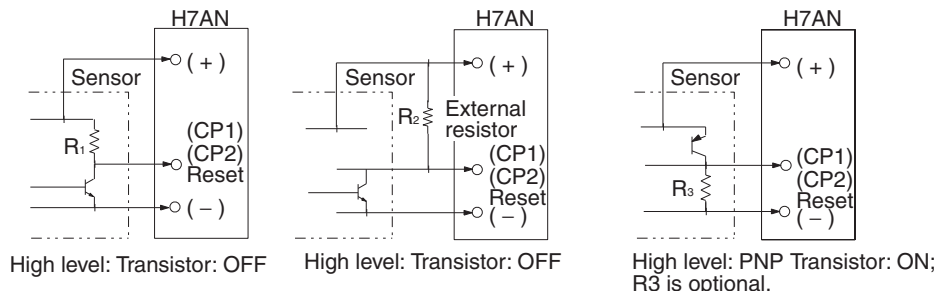 H7AN
Sensor
( + )
R1
(CP1)
(CP2)
Reset
( − )
High level: Transistor: OFF
H7AN
Sensor
( + )
R2
External
resistor
(CP1)
(CP2)
Reset
( − )
High level: Transistor: OFF
H7AN
Sensor
( + )
(CP1)
(CP2)
R3
Reset
( − )
High level: PNP Transistor: ON;
R3 is optional.